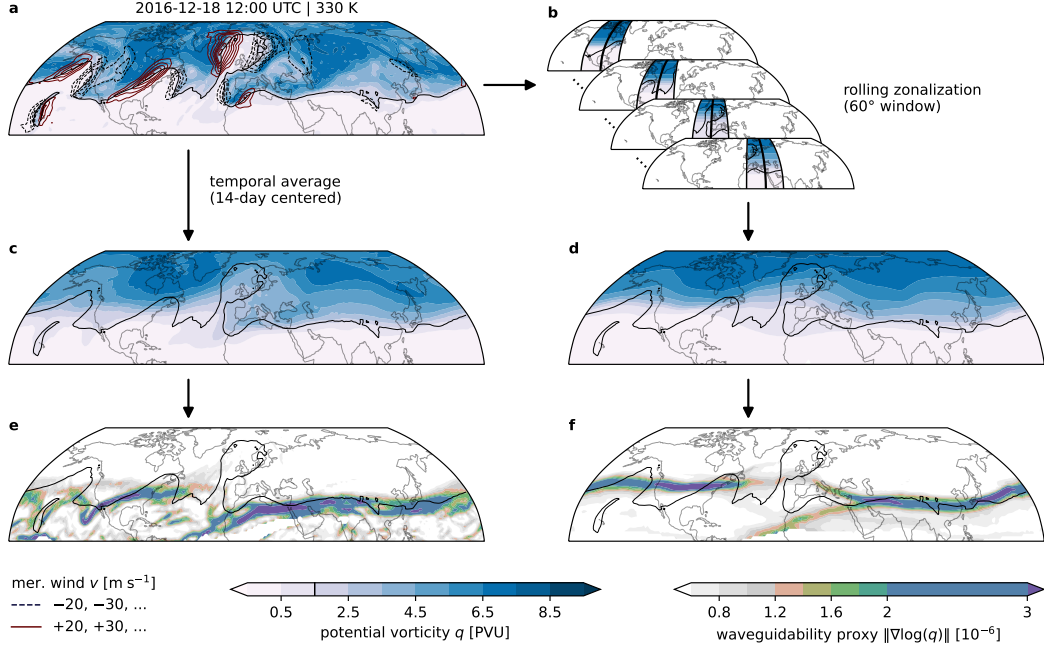 a
2016-12-18 12:00 UTC | 330 K
b
rolling zonalization
(60° window)
temporal average
(14-day centered)
c
d
e
f
mer. wind v [m s⁻¹]
−20, −30, ...
+20, +30, ...
0.5 2.5 4.5 6.5 8.5
potential vorticity q [PVU]
0.8 1.2 1.6 2 3
waveguidability proxy ‖∇log(q)‖ [10⁻⁶]